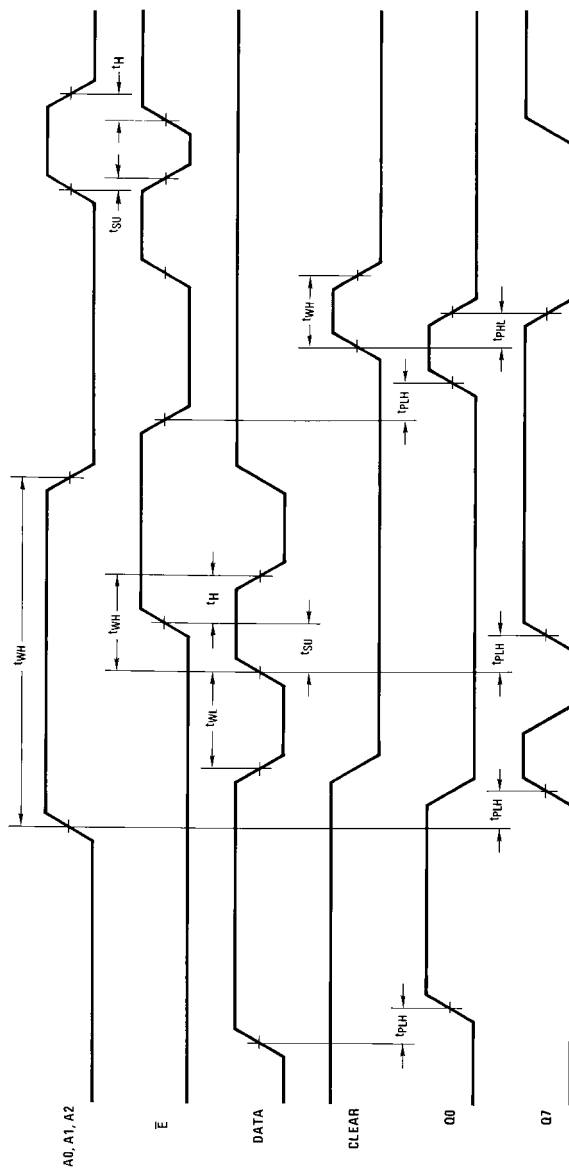 tWH
A0, A1, A2
tWH tSU tH
E̅
tWL tH
DATA
tSU tWH
CLEAR
tPLH tPLH
Q0
tPLH tPLH tPHL
Q7